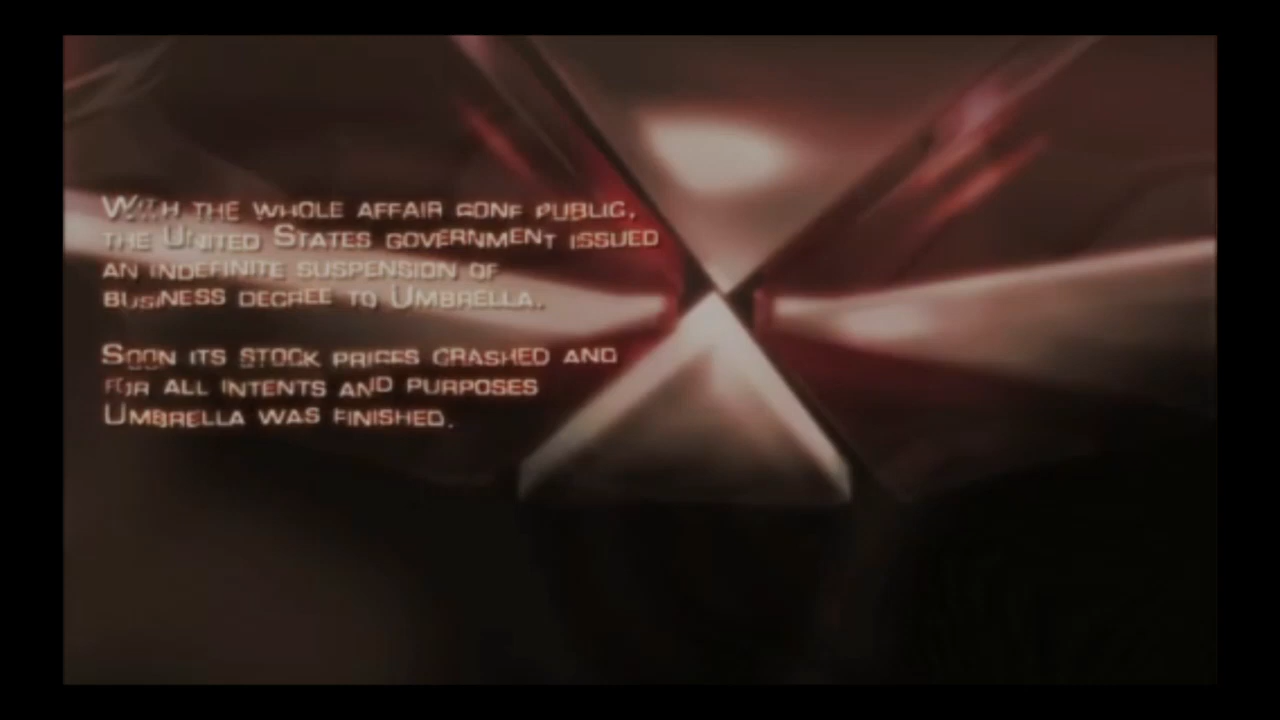 With the whole affair gone public,
the United States government issued
an indefinite suspension of
business decree to Umbrella.
Soon its stock prices crashed and
for all intents and purposes
Umbrella was finished.